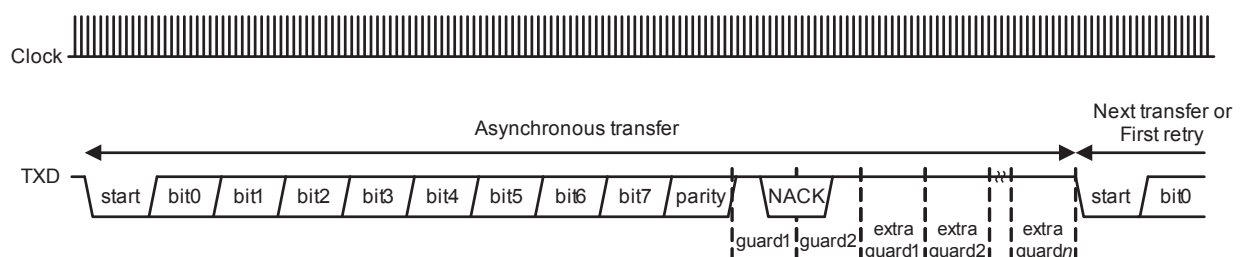 Clock
Next transfer or
First retry
Asynchronous transfer
TXD
start bit0 bit1 bit2 bit3 bit4 bit5 bit6 bit7 parity NACK start bit0
guard1 guard2 extra guard1 extra guard2 extra guardn